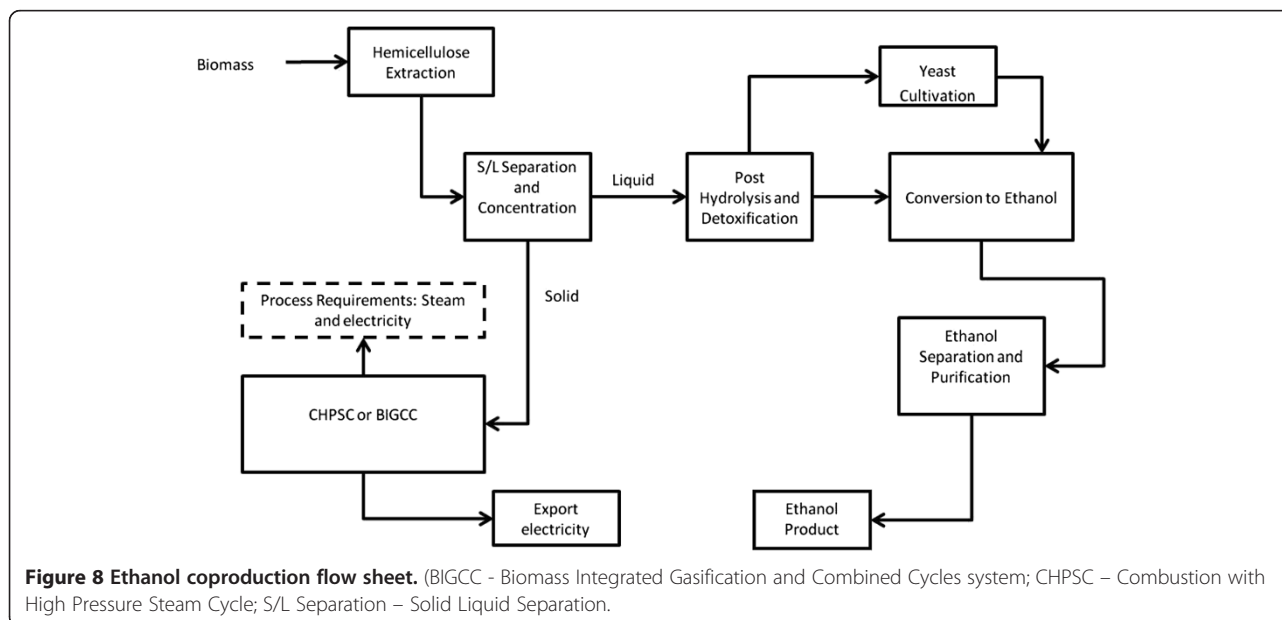 Biomass
Hemicellulose
Extraction
Yeast
Cultivation
S/L Separation
and
Concentration
Liquid
Post
Hydrolysis and
Detoxification
Conversion to Ethanol
Solid
Process Requirements: Steam
and electricity
CHPSC or BIGCC
Ethanol
Separation and
Purification
Export
electricity
Ethanol
Product
Figure 8 Ethanol coproduction flow sheet. (BIGCC - Biomass Integrated Gasification and Combined Cycles system; CHPSC – Combustion with
High Pressure Steam Cycle; S/L Separation – Solid Liquid Separation.